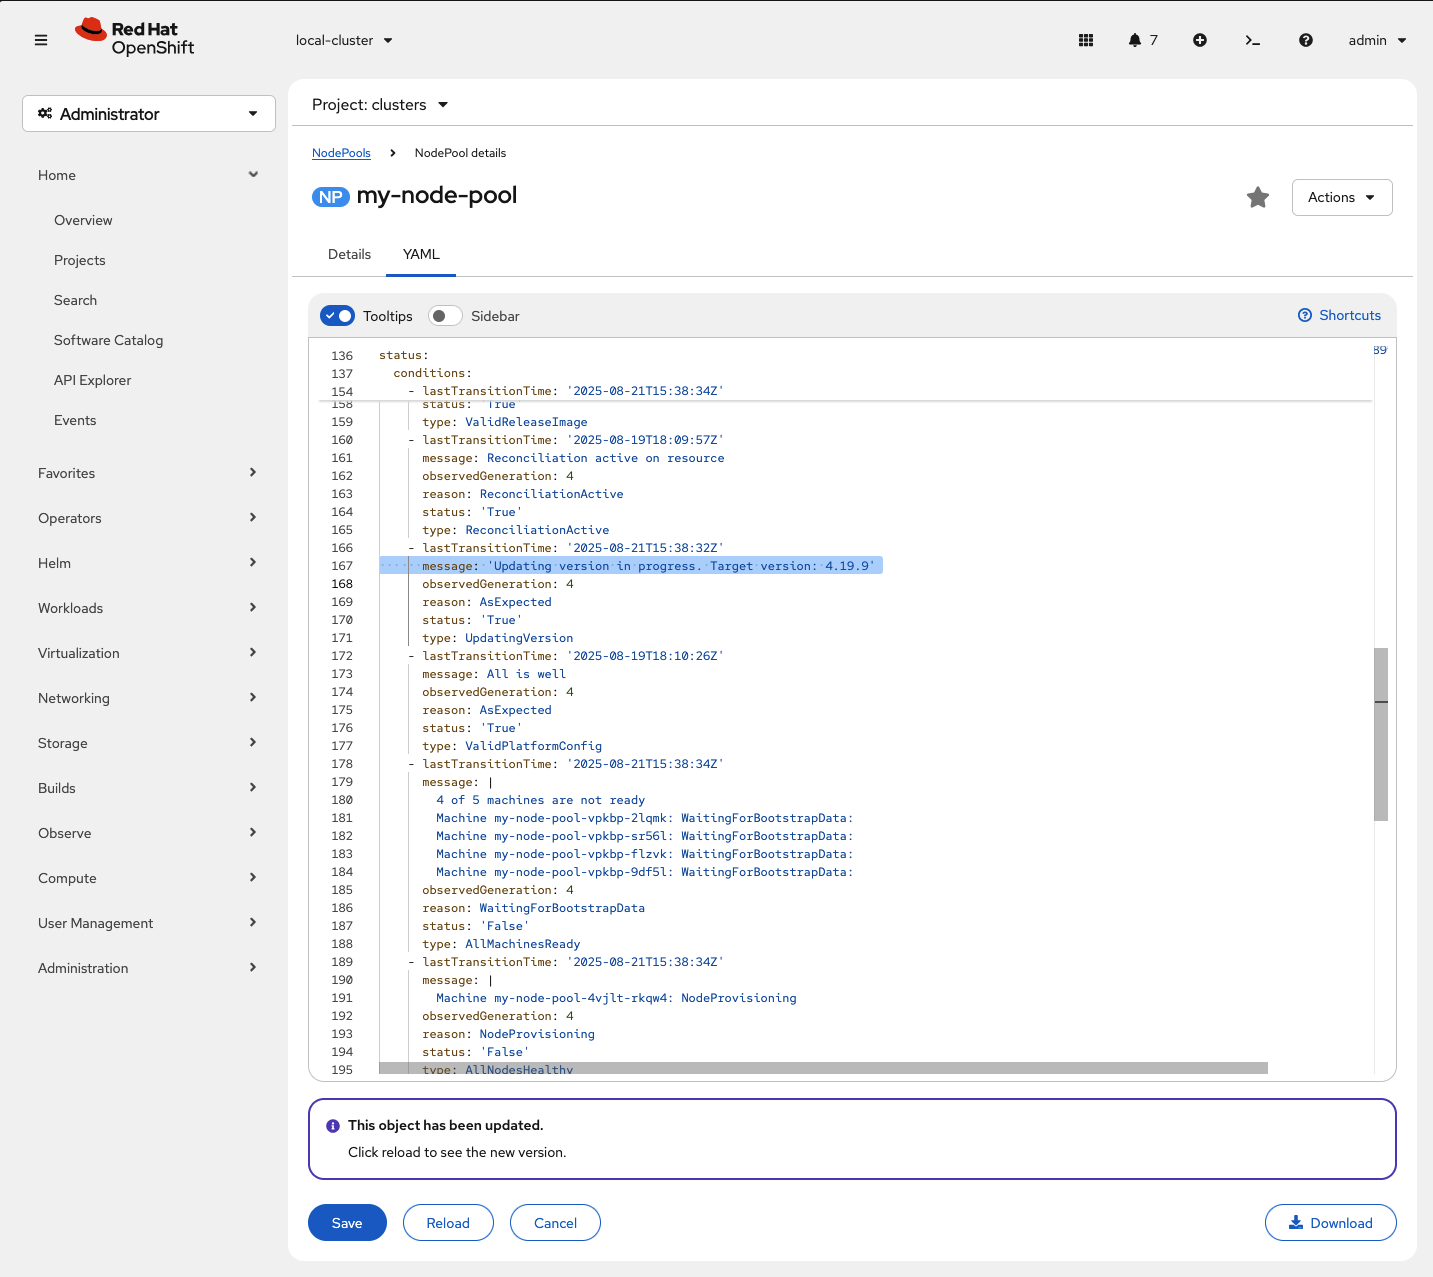 Red Hat
OpenShift
local-cluster
7
admin
Administrator
Home
Overview
Projects
Search
Software Catalog
API Explorer
Events
Favorites
Operators
Helm
Workloads
Virtualization
Networking
Storage
Builds
Observe
Compute
User Management
Administration
Project: clusters
NodePools > NodePool details
NP my-node-pool
Actions
Details YAML
Tooltips Sidebar
Shortcuts
136 status:
137 conditions:
154 - lastTransitionTime: '2025-08-21T15:38:34Z'
158 status: 'True'
159 type: ValidReleaseImage
160 - lastTransitionTime: '2025-08-19T18:09:57Z'
161 message: Reconciliation active on resource
162 observedGeneration: 4
163 reason: ReconciliationActive
164 status: 'True'
165 type: ReconciliationActive
166 - lastTransitionTime: '2025-08-21T15:38:32Z'
167 message: 'Updating version in progress. Target version: 4.19.9'
168 observedGeneration: 4
169 reason: AsExpected
170 status: 'True'
171 type: UpdatingVersion
172 - lastTransitionTime: '2025-08-19T18:10:26Z'
173 message: All is well
174 observedGeneration: 4
175 reason: AsExpected
176 status: 'True'
177 type: ValidPlatformConfig
178 - lastTransitionTime: '2025-08-21T15:38:34Z'
179 message: |
180 4 of 5 machines are not ready
181 Machine my-node-pool-vpkbp-2lqmk: WaitingForBootstrapData:
182 Machine my-node-pool-vpkbp-sr56l: WaitingForBootstrapData:
183 Machine my-node-pool-vpkbp-flzvk: WaitingForBootstrapData:
184 Machine my-node-pool-vpkbp-9df5l: WaitingForBootstrapData:
185 observedGeneration: 4
186 reason: WaitingForBootstrapData
187 status: 'False'
188 type: AllMachinesReady
189 - lastTransitionTime: '2025-08-21T15:38:34Z'
190 message: |
191 Machine my-node-pool-4vjlt-rkqw4: NodeProvisioning
192 observedGeneration: 4
193 reason: NodeProvisioning
194 status: 'False'
195 type: AllNodesHealthy
This object has been updated.
Click reload to see the new version.
Save Reload Cancel Download